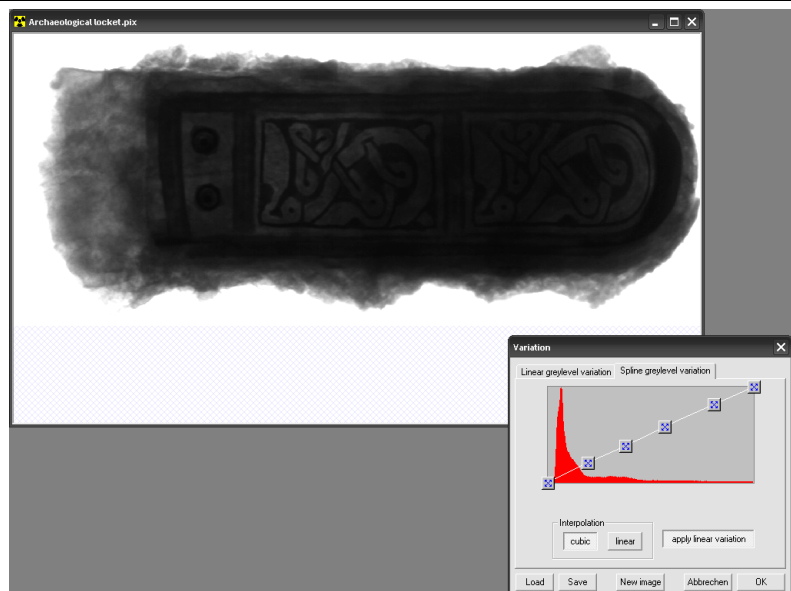 Archaeological locket.pix
Variation
Linear greylevel variation Spline greylevel variation
Interpolation
cubic linear apply linear variation
Load Save New image Abbrechen OK